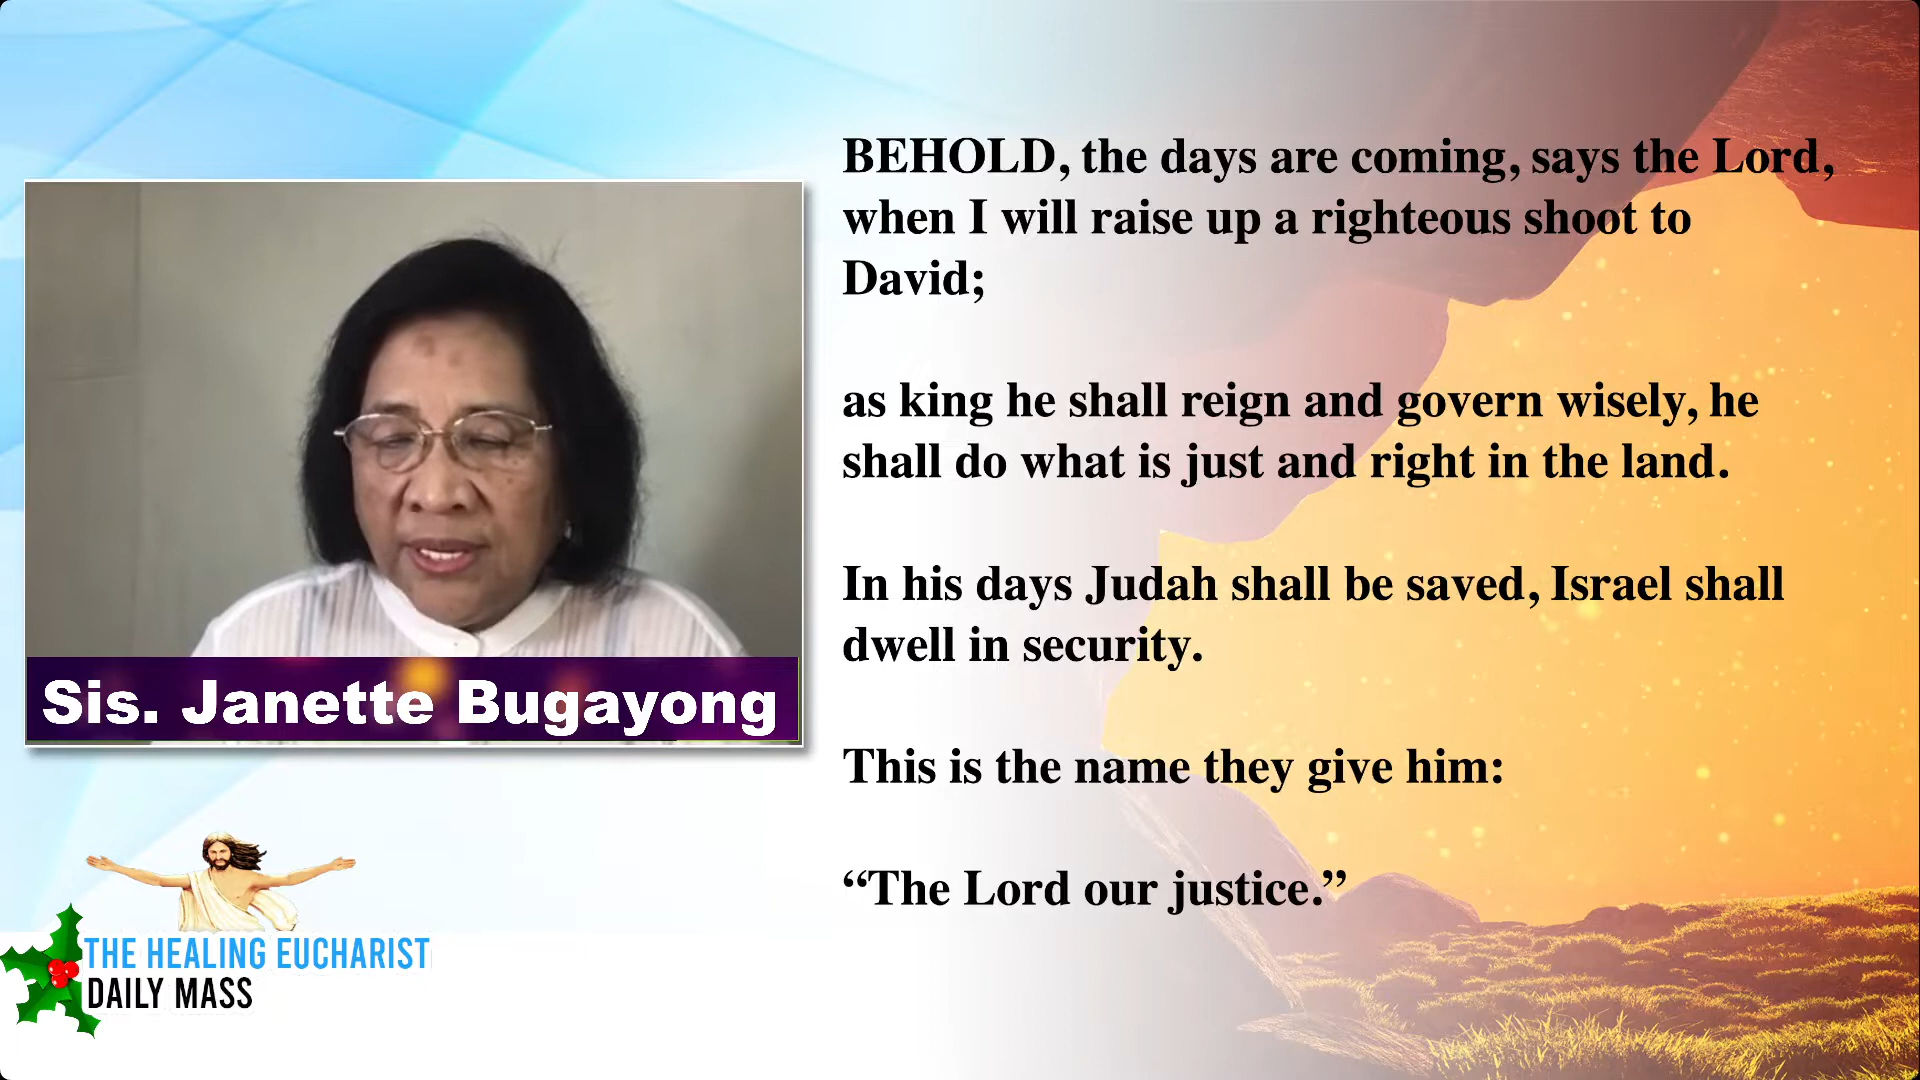 BEHOLD, the days are coming, says the Lord,
when I will raise up a righteous shoot to
David;
as king he shall reign and govern wisely, he
shall do what is just and right in the land.
In his days Judah shall be saved, Israel shall
dwell in security.
This is the name they give him:
“The Lord our justice.”
Sis. Janette Bugayong
THE HEALING EUCHARIST
DAILY MASS